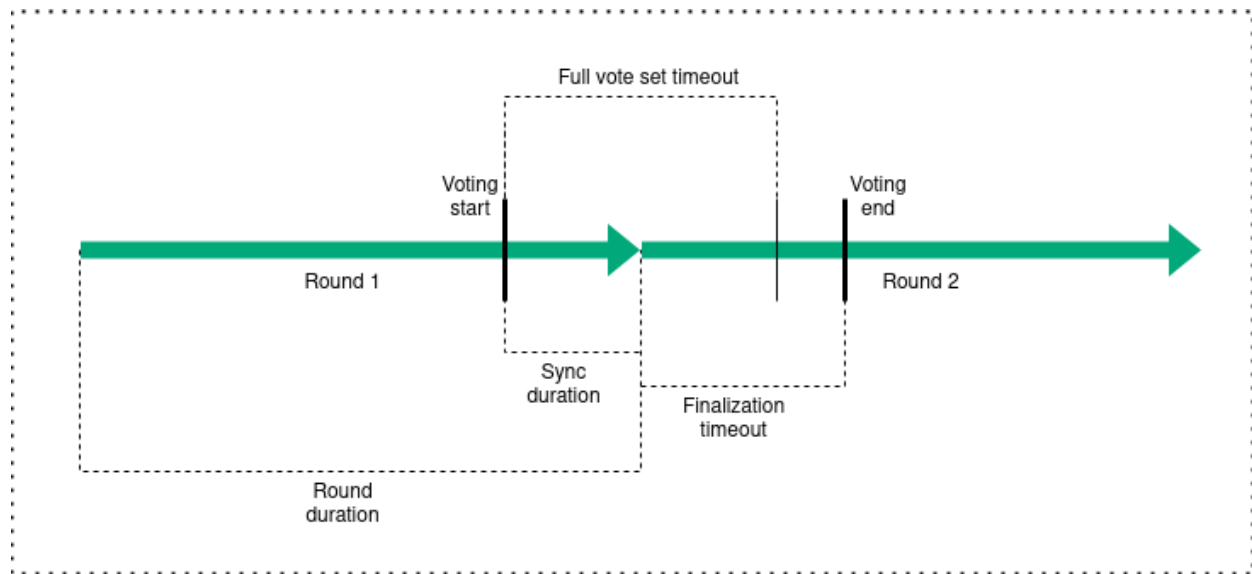 Full vote set timeout
Voting
start
Voting
end
Round 1
Round 2
Sync
duration
Finalization
timeout
Round
duration